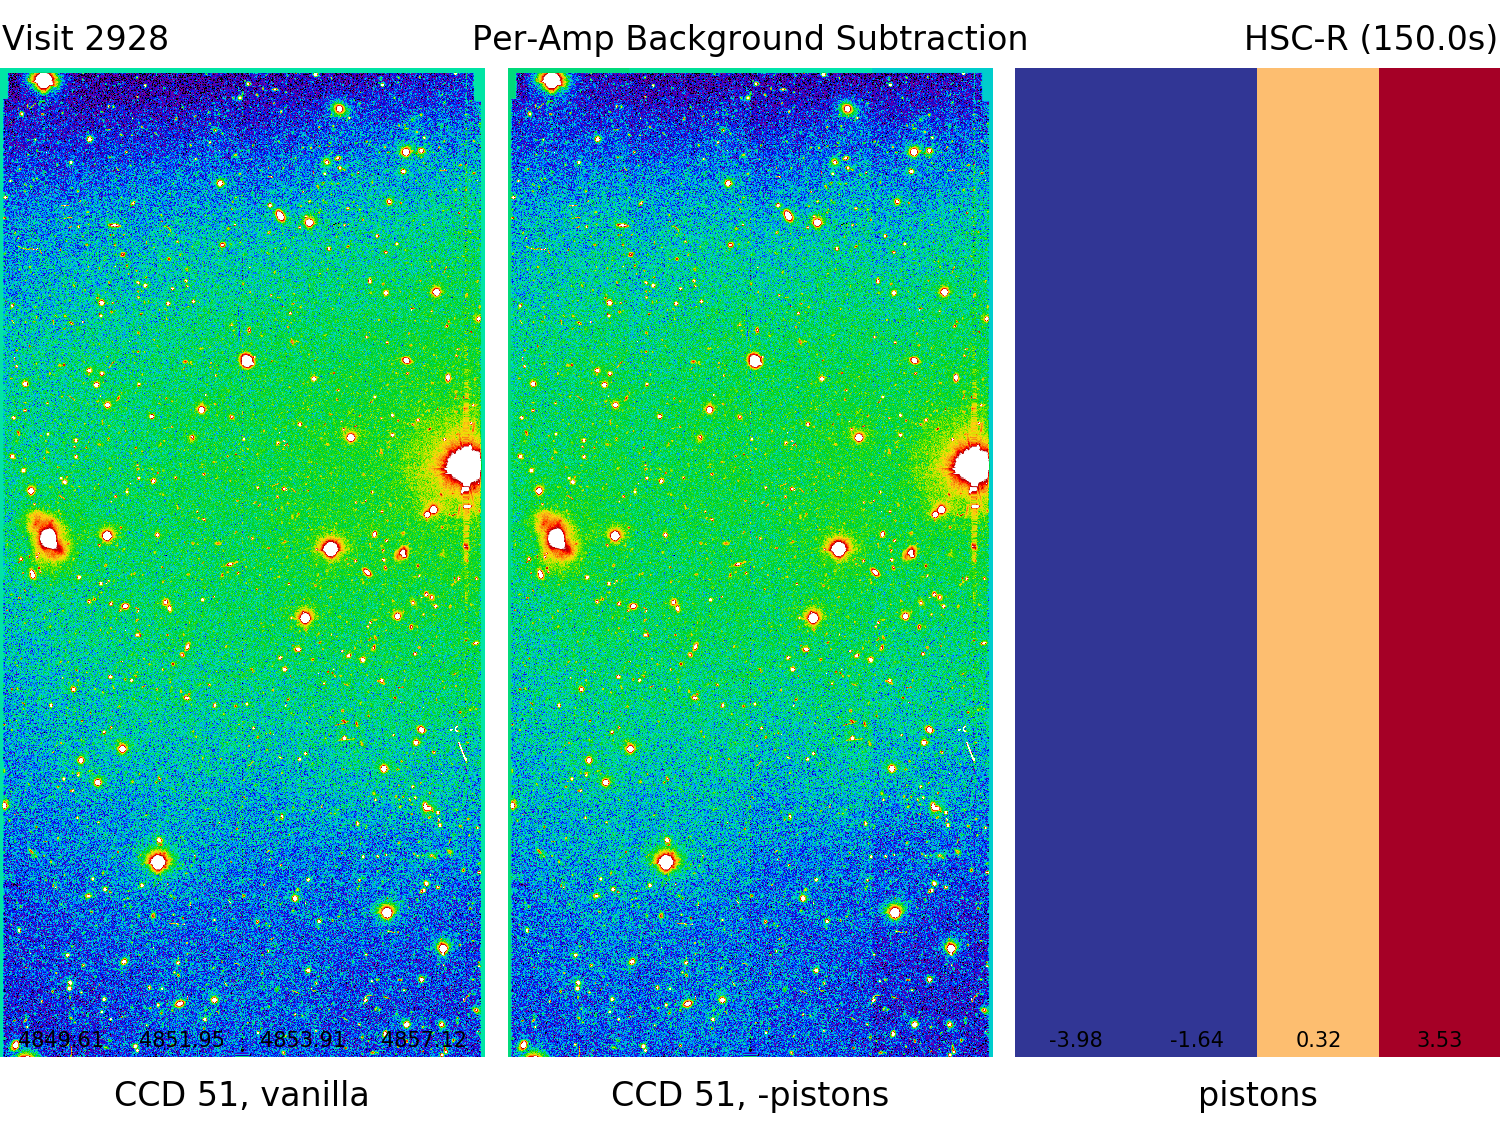 Visit 2928 Per-Amp Background Subtraction HSC-R (150.0s)
4849.61 4851.95 4853.91 4857.12 -3.98 -1.64 0.32 3.53
CCD 51, vanilla CCD 51, -pistons pistons